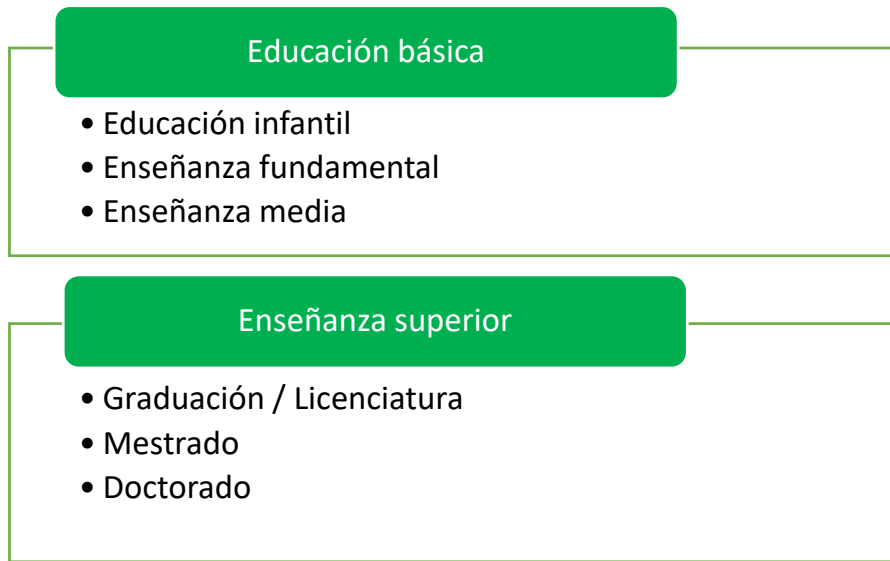 Educación básica
• Educación infantil
• Enseñanza fundamental
• Enseñanza media
Enseñanza superior
• Graduación / Licenciatura
• Mestrado
• Doctorado